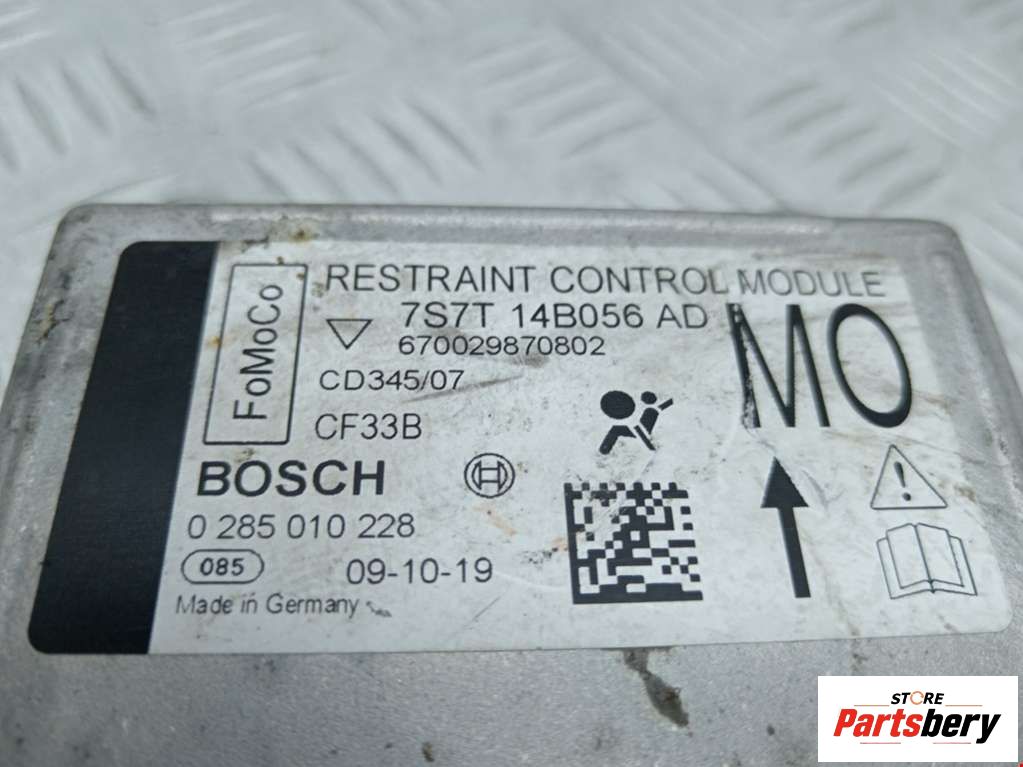 FoMoCo
RESTRAINT CONTROL MODULE
7S7T 14B056 AD
670029870802
CD345/07
CF33B
MO
BOSCH
0 285 010 228
085
09-10-19
Made in Germany
STORE
Partsbery